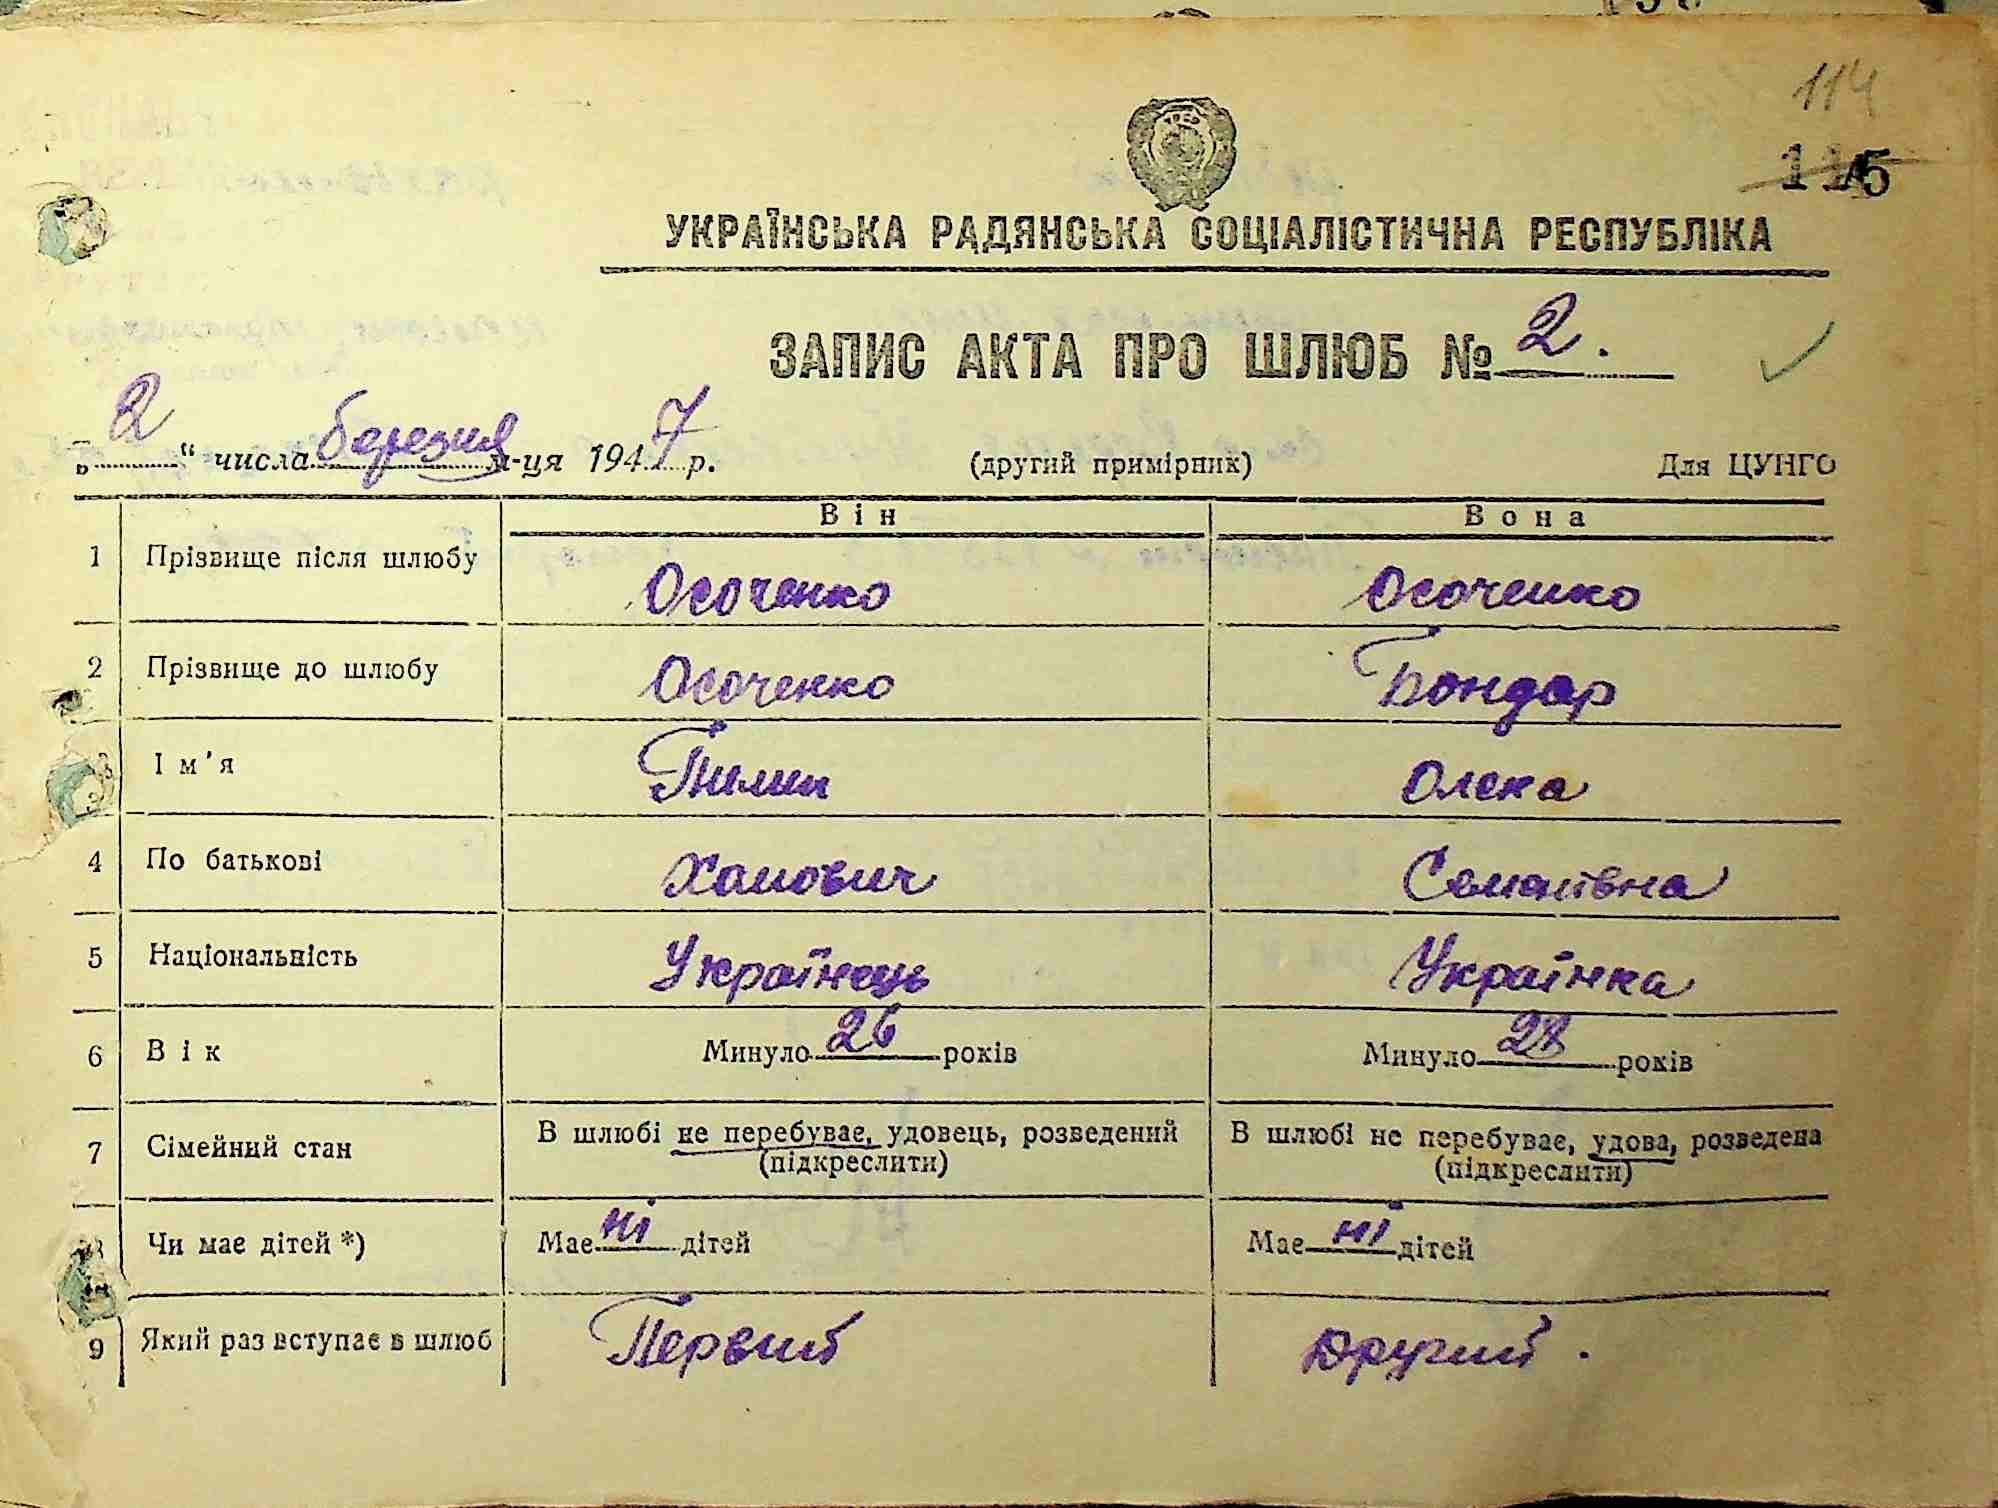 114
115
УКРАЇНСЬКА РАДЯНСЬКА СОЦІАЛІСТИЧНА РЕСПУБЛІКА
ЗАПИС АКТА ПРО ШЛЮБ № 2.
„2“ числа березня м-ця 1947 р. (другий примірник) Для ЦУНГО
Він Вона
1 Прізвище після шлюбу Осоченко Осоченко
2 Прізвище до шлюбу Осоченко Бондар
3 Ім'я Пилип Олена
4 По батькові Хомович Семенівна
5 Національність Українець Українка
6 Вік Минуло 26 років Минуло 28 років
7 Сімейний стан В шлюбі не перебуває, удовець, розведений В шлюбі не перебуває, удова, розведена
(підкреслити) (підкреслити)
8 Чи має дітей *) Має ні дітей Має ні дітей
9 Який раз вступає в шлюб Первий Другий.